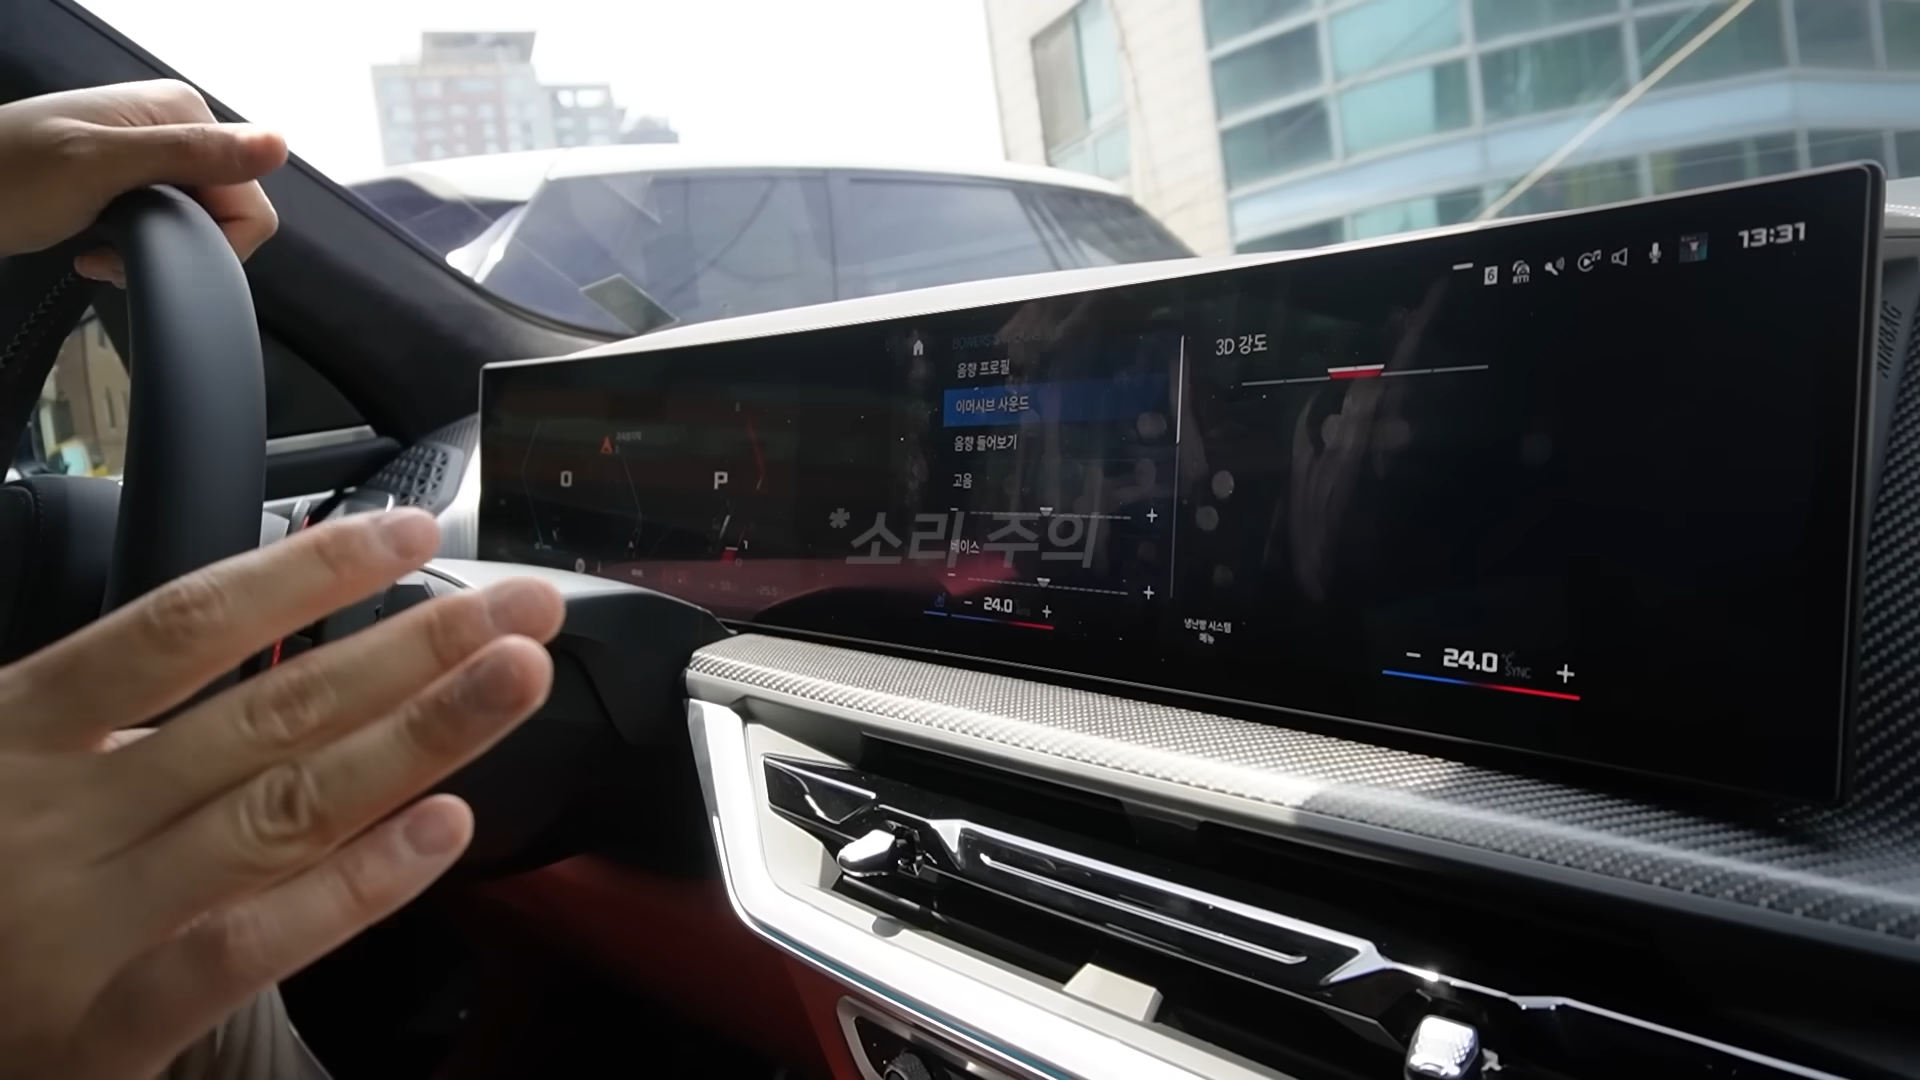 13:31
6
RTTI
BOWERS
음향 프로필
3D 강도
이머시브 사운드
음향 들어보기
고음
- +
*소리 주의
베이스
- +
0
P
- 24.0 +
냉난방 시스템
메뉴
- 24.0 °C +
SYNC
AIRBAG